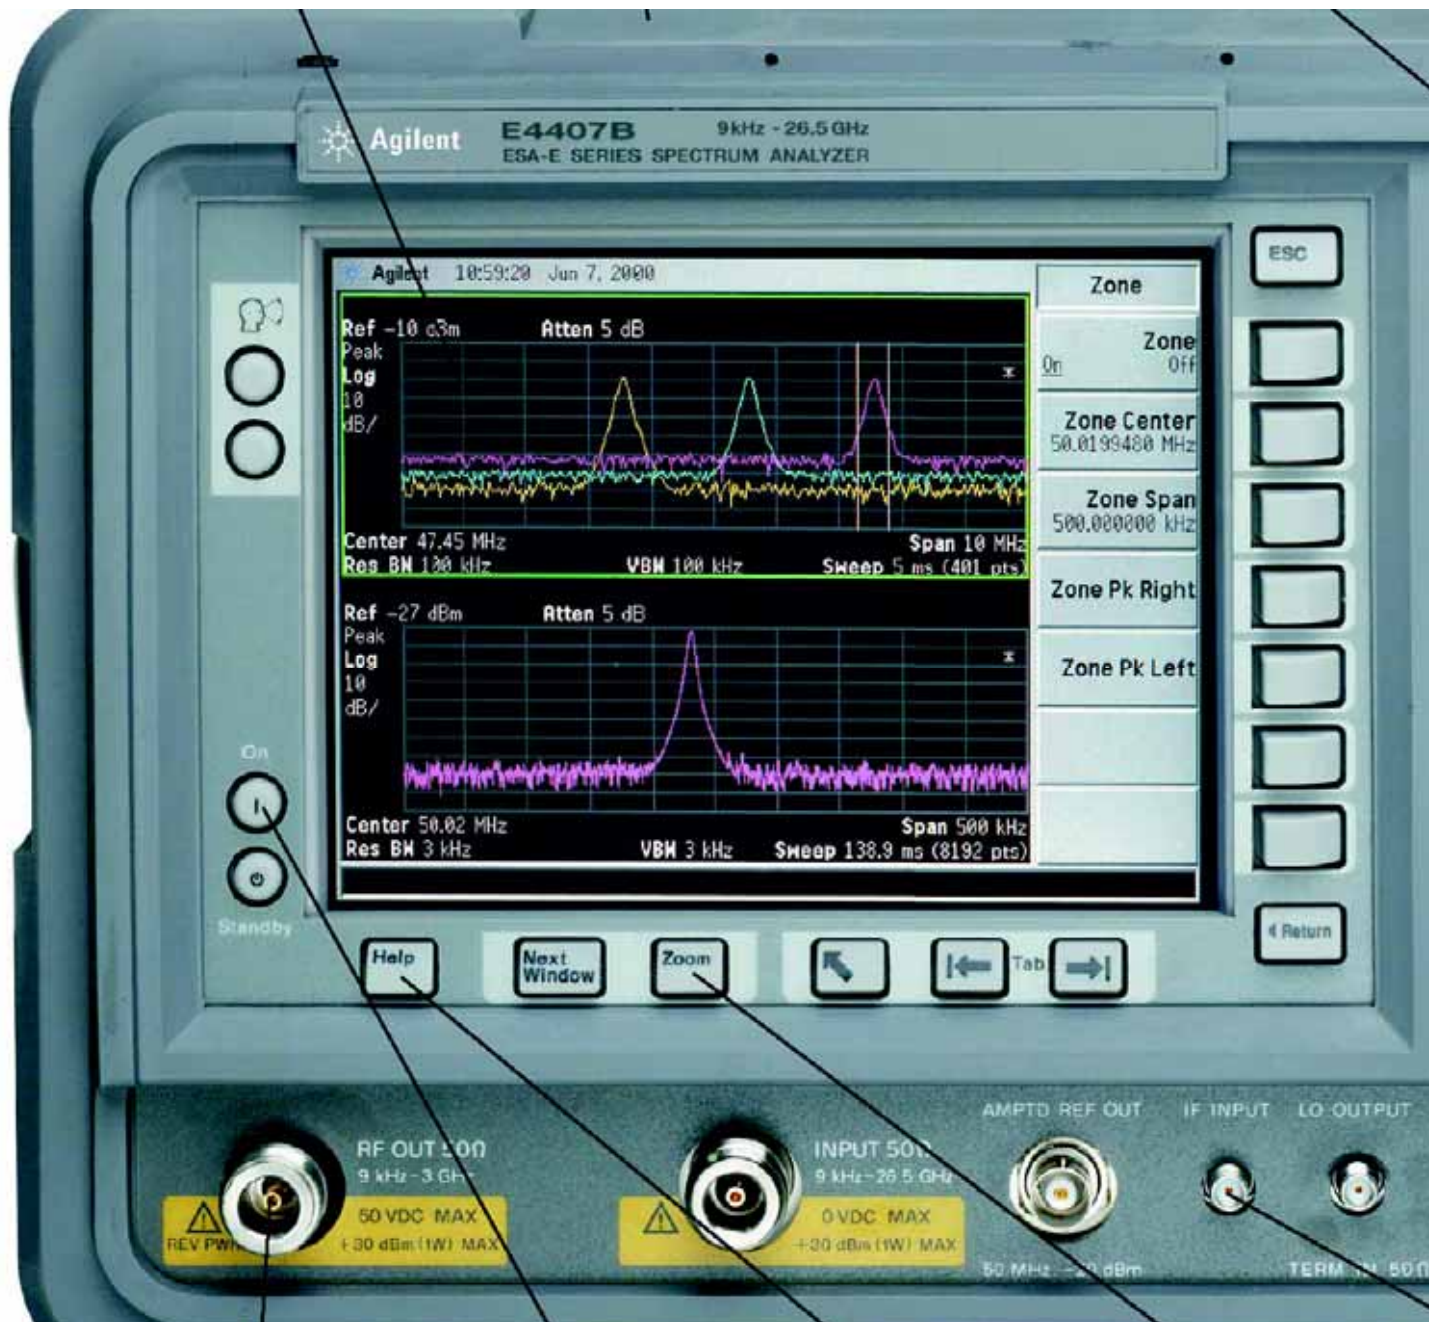 Agilent E4407B 9kHz - 26.5 GHz
ESA-E SERIES SPECTRUM ANALYZER
Agilent 10:59:20 Jun 7, 2000
Zone
ESC
Ref -10 Atten 5 dB
Peak
Log
10
dB/
Center 47.45 MHz Span 10 MHz
Res BW 100 kHz VBW 100 kHz Sweep 5 ms (401 pts)
Zone
On Off
Zone Center
50.0199480 MHz
Zone Span
500.000000 kHz
Zone Pk Right
Zone Pk Left
Ref -27 dBm Atten 5 dB
Peak
Log
10
dB/
Center 50.02 MHz Span 500 kHz
Res BW 3 kHz VBW 3 kHz Sweep 138.9 ms (8192 pts)
On
Standby
Help
Next
Window
Zoom
Tab
Return
RF OUT 50Ω
9 kHz-3 GHz
50 VDC MAX
REV PWR +30 dBm (1W) MAX
INPUT 50Ω
9 kHz-26.5 GHz
0 VDC MAX
+30 dBm (1W) MAX
AMPTD REF OUT
50 MHz -20 dBm
IF INPUT
LO OUTPUT
TERM IN 50Ω